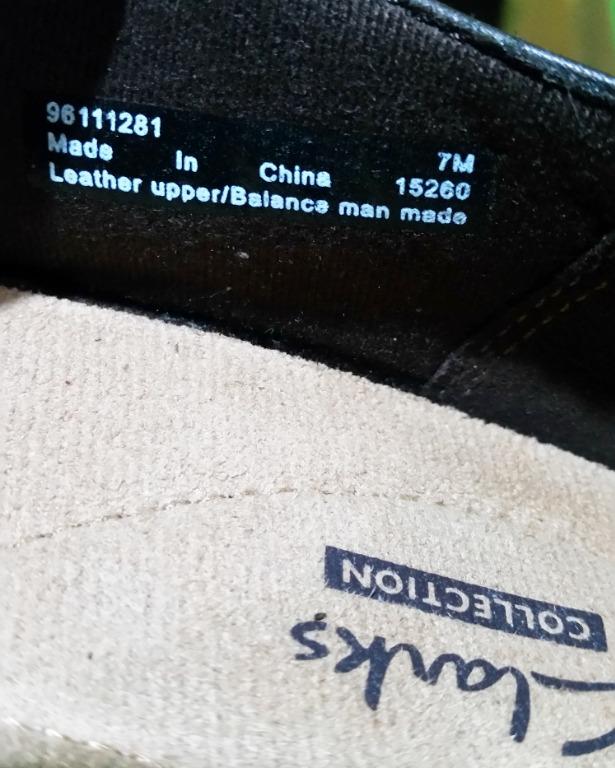 96111281 7M
Made In China 15260
Leather upper/Balance man made
Clarks
COLLECTION